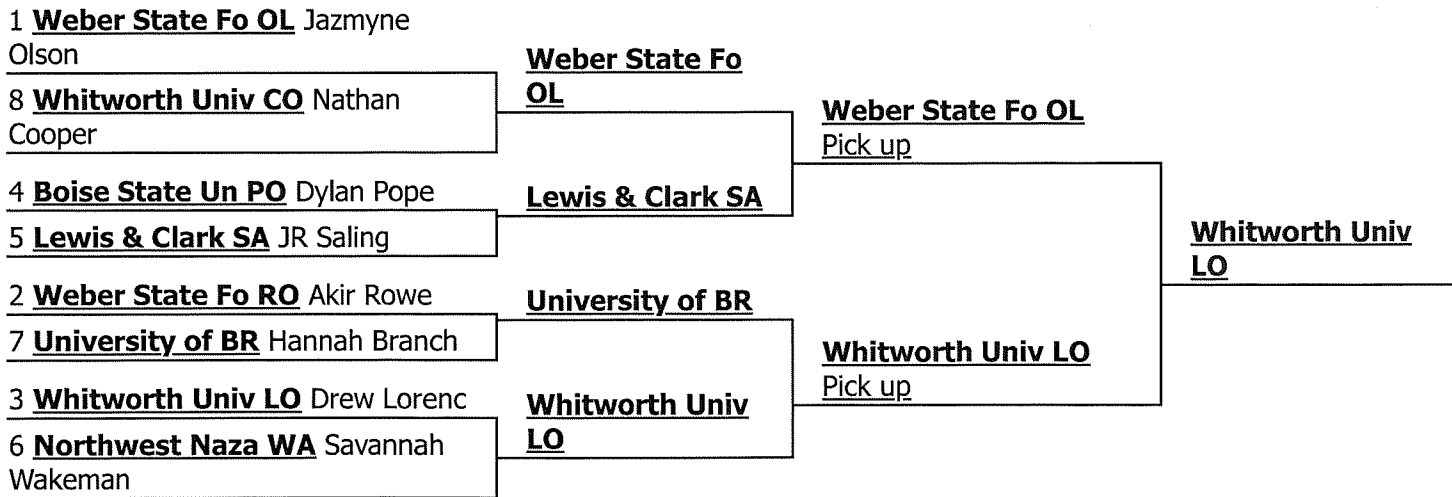 1 Weber State Fo OL Jazmyne
Olson
8 Whitworth Univ CO Nathan
Cooper
4 Boise State Un PO Dylan Pope
5 Lewis & Clark SA JR Saling
2 Weber State Fo RO Akir Rowe
7 University of BR Hannah Branch
3 Whitworth Univ LO Drew Lorenc
6 Northwest Naza WA Savannah
Wakeman
Weber State Fo
OL
Lewis & Clark SA
University of BR
Whitworth Univ
LO
Weber State Fo OL
Pick up
Whitworth Univ LO
Pick up
Whitworth Univ
LO